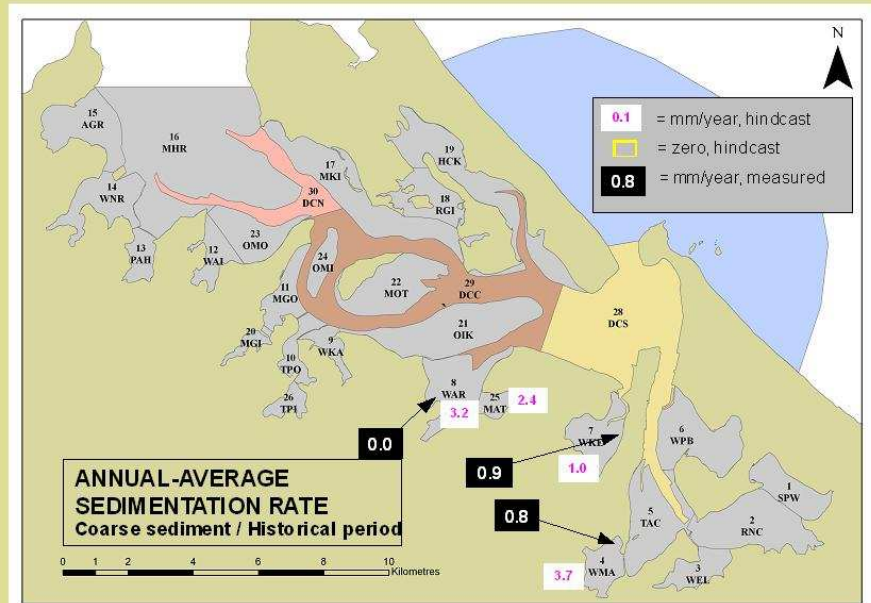 N
0.1 = mm/year, hindcast
= zero, hindcast
0.8 = mm/year, measured
15
AGR
16
MHR
14
WNR
13
PAH
12
WAI
23
OMO
17
MKI
30
DCN
19
HCK
18
RGI
24
OMI
22
MOT
29
DCC
11
MGO
21
OIK
20
MGI
9
WKA
10
TPO
26
TPI
28
DCS
8
WAR
25
MAT
2.4
3.2
0.0
7
1.0
0.9
6
WPB
1
SPW
2
RNC
5
TAC
0.8
4
WMA
3.7
3
WEL
ANNUAL-AVERAGE
SEDIMENTATION RATE
Coarse sediment / Historical period
0 1 2 4 6 8 10
Kilometres